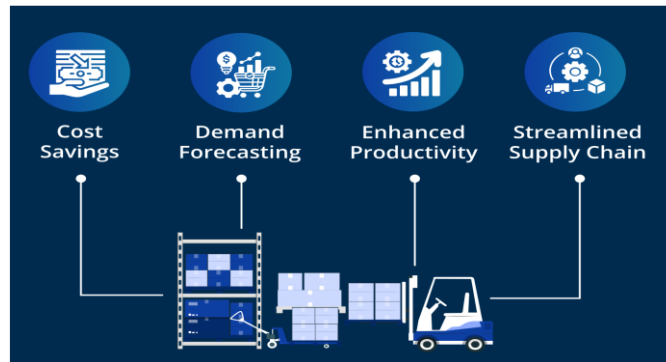 Cost
Savings
Demand
Forecasting
Enhanced
Productivity
Streamlined
Supply Chain